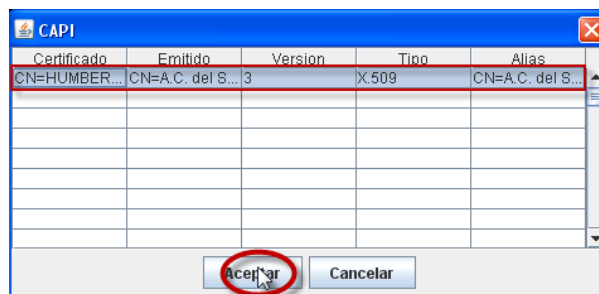 CAPI
Certificado Emitido Version Tipo Alias
CN=HUMBER... CN=A.C. del S... 3 X.509 CN=A.C. del S...
Aceptar Cancelar